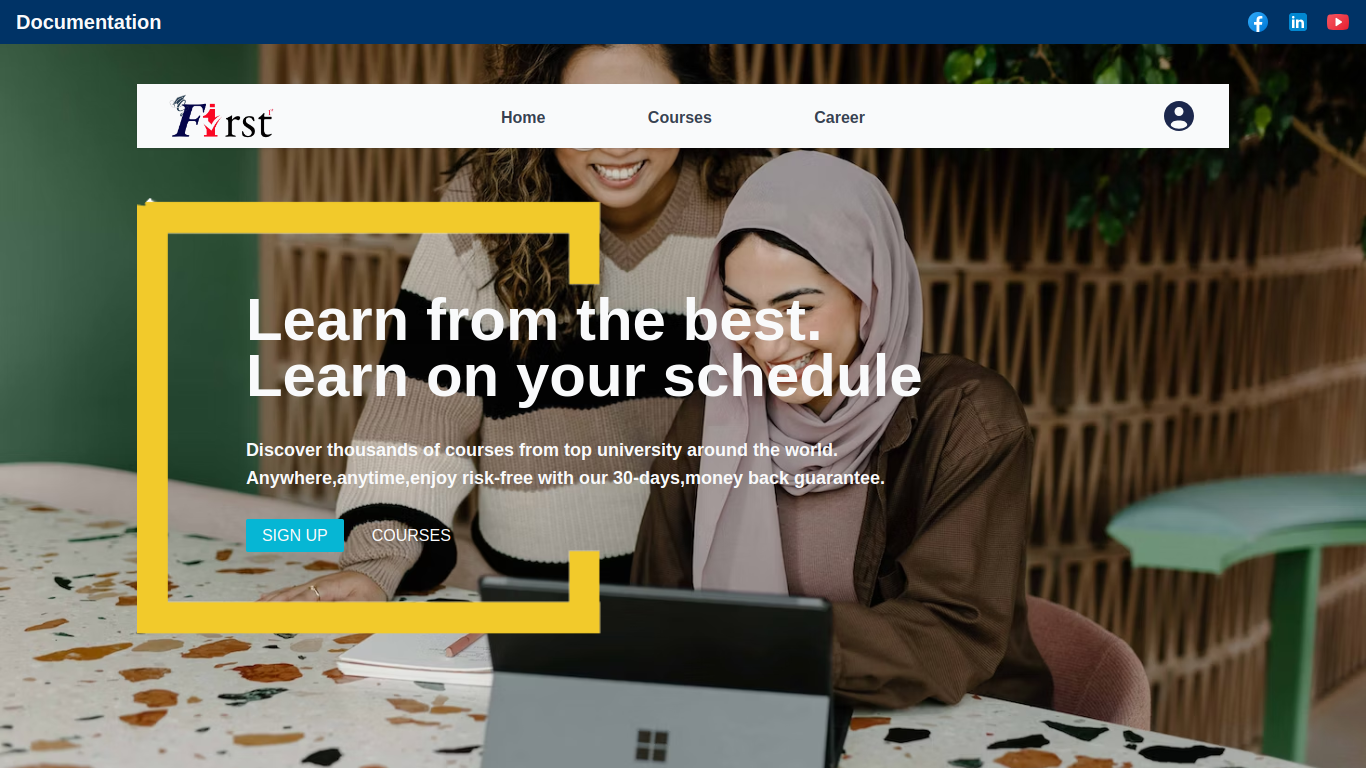 Documentation
First
Home
Courses
Career
Learn from the best.
Learn on your schedule
Discover thousands of courses from top university around the world.
Anywhere,anytime,enjoy risk-free with our 30-days,money back guarantee.
SIGN UP
COURSES